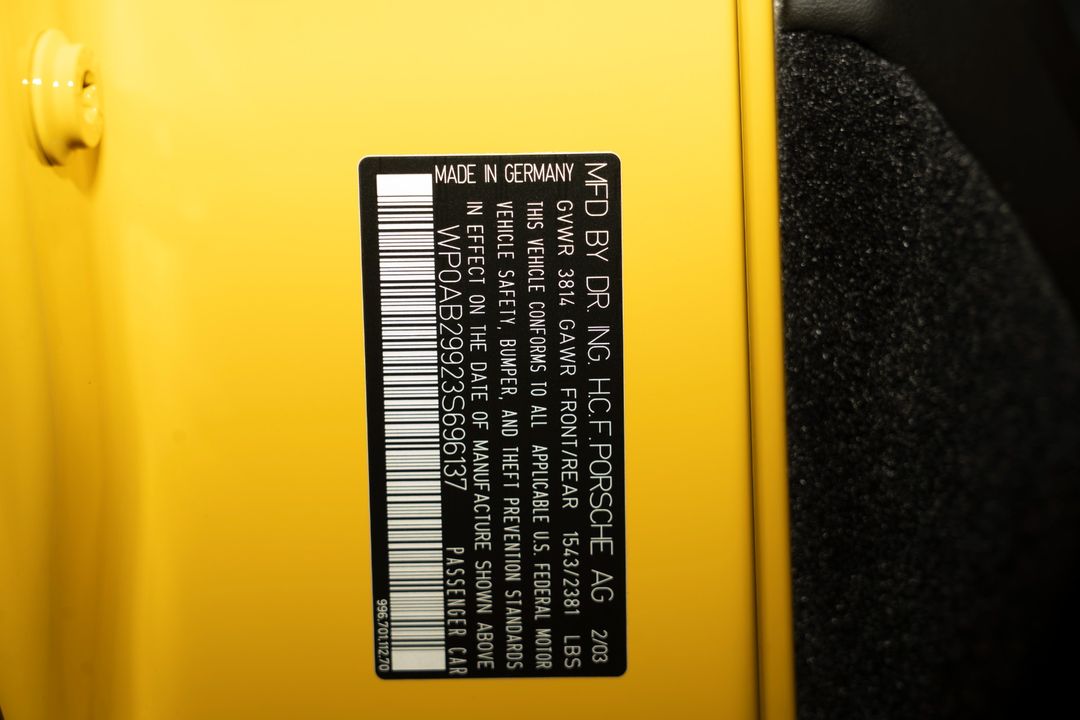 MFD BY DR. ING. H.C.F.PORSCHE AG 2/03
GVWR 3814 GAWR FRONT/REAR 1543/2381 LBS
THIS VEHICLE CONFORMS TO ALL APPLICABLE U.S. FEDERAL MOTOR
VEHICLE SAFETY, BUMPER, AND THEFT PREVENTION STANDARDS
IN EFFECT ON THE DATE OF MANUFACTURE SHOWN ABOVE
MADE IN GERMANY WP0AB29923S696137 PASSENGER CAR
996.701.112.70